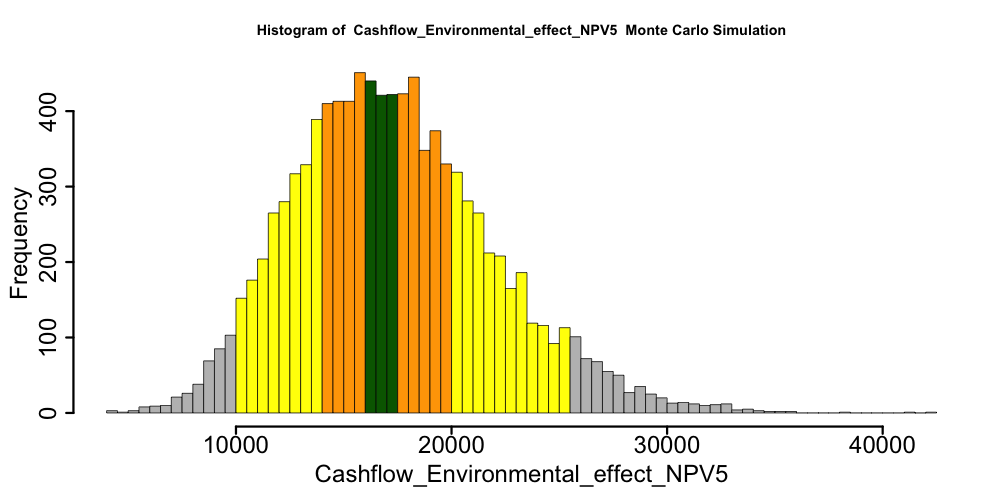 Histogram of  Cashflow_Environmental_effect_NPV5  Monte Carlo Simulation
Frequency
400
300
200
100
0
10000 20000 30000 40000
Cashflow_Environmental_effect_NPV5